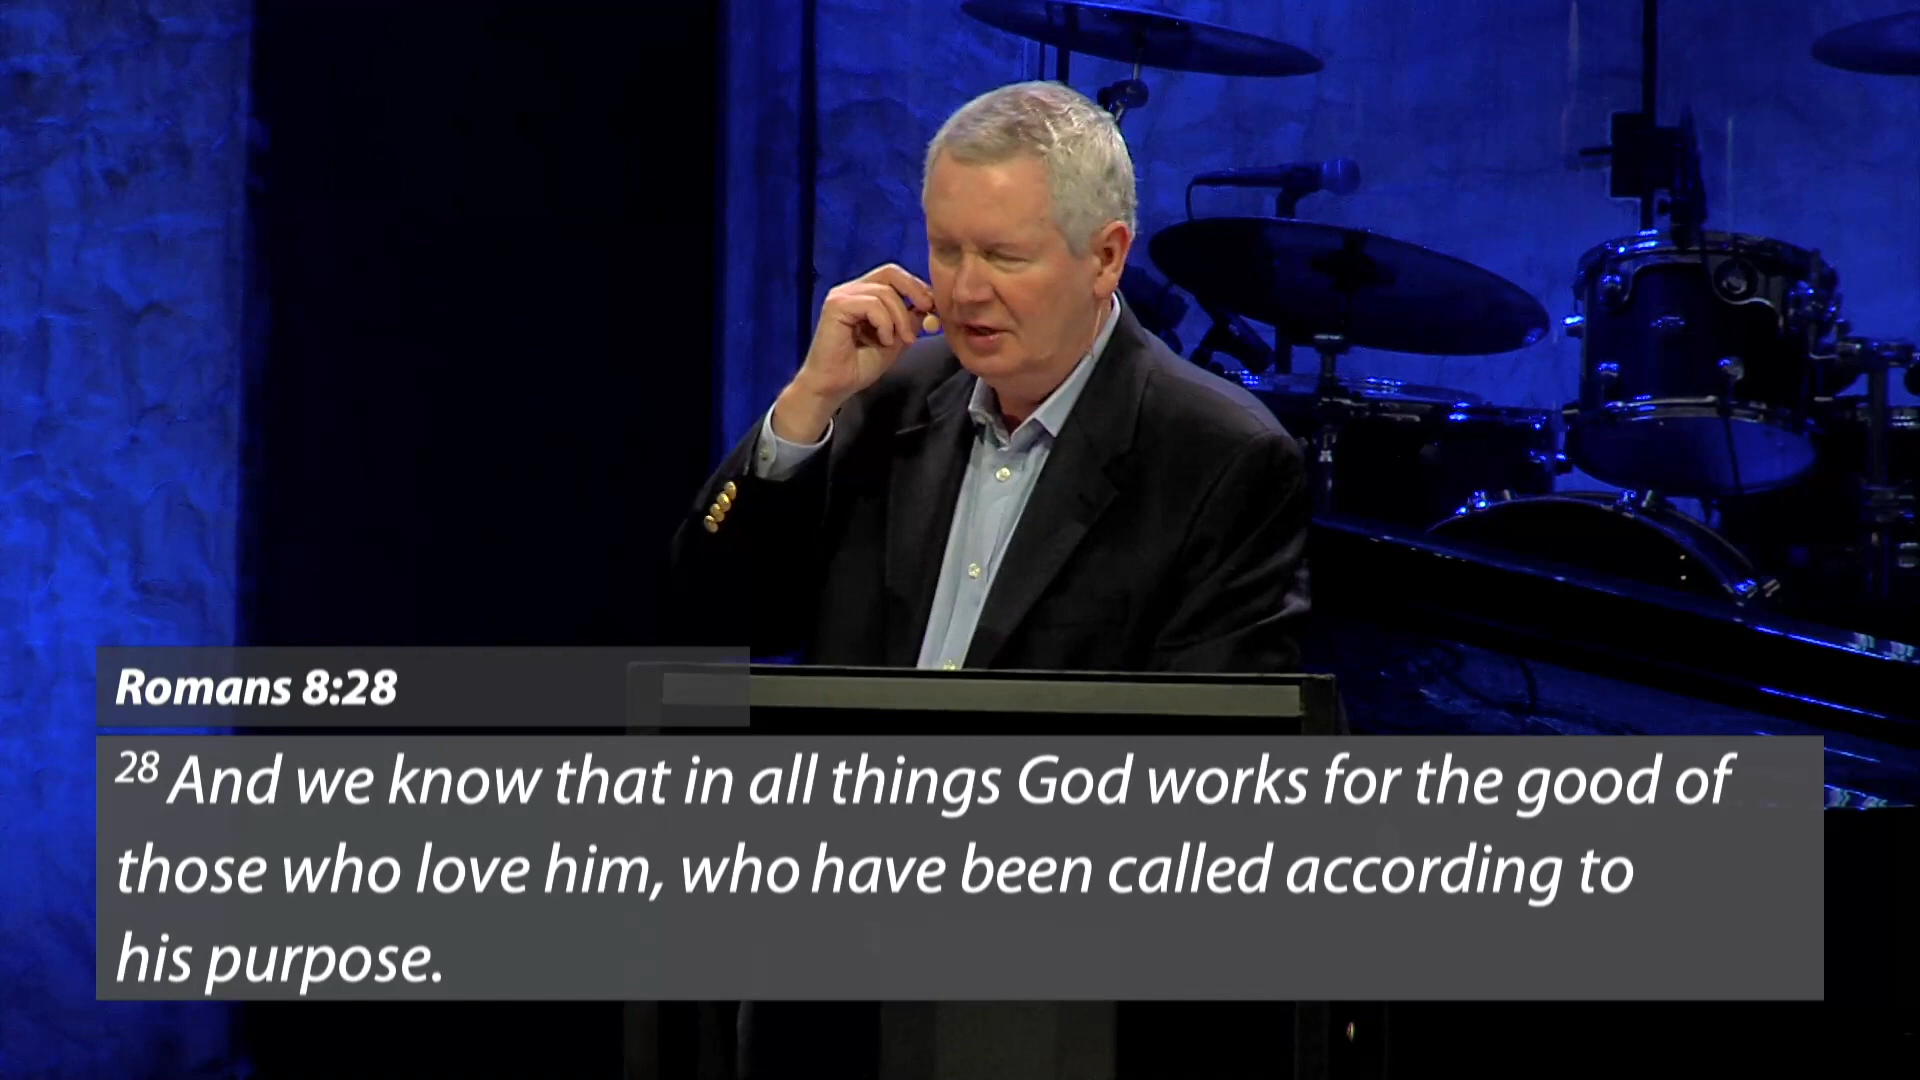 Romans 8:28
28 And we know that in all things God works for the good of
those who love him, who have been called according to
his purpose.